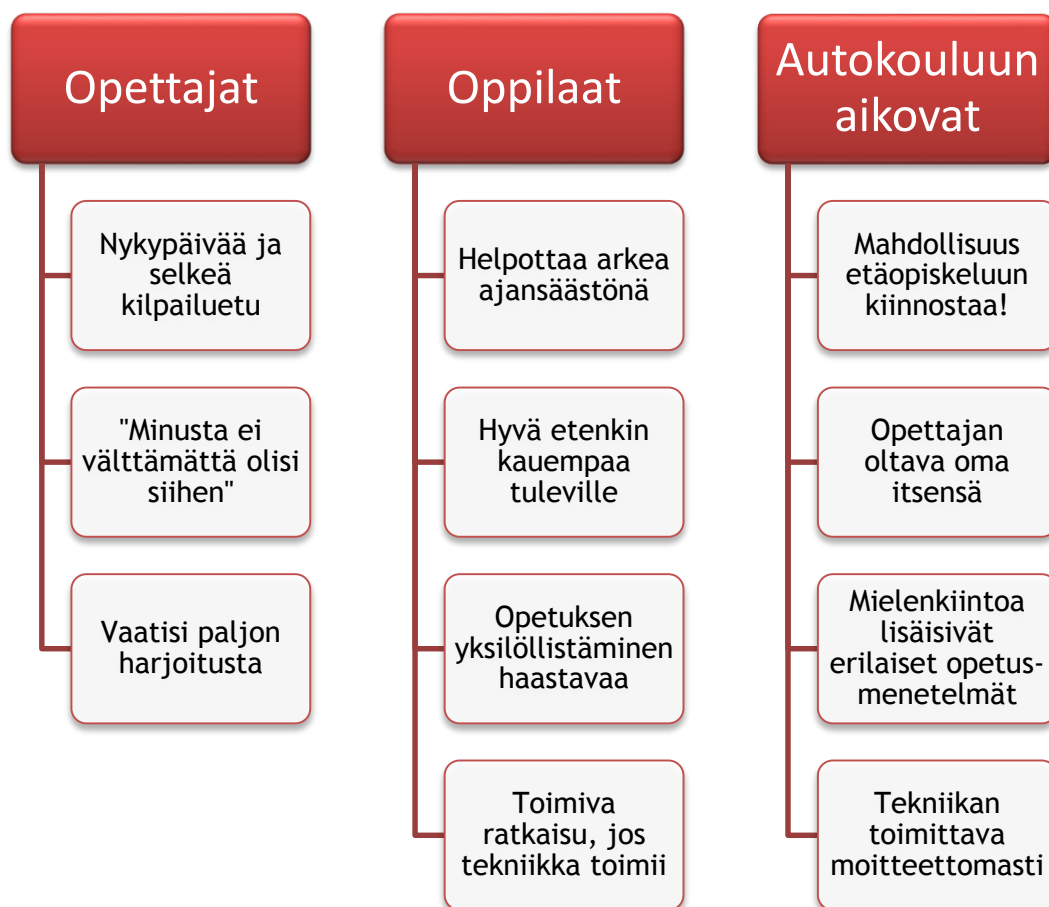 Opettajat
Nykypäivää ja
selkeä
kilpailuetu
"Minusta ei
välttämättä olisi
siihen"
Vaatisi paljon
harjoitusta
Oppilaat
Helpottaa arkea
ajansäästönä
Hyvä etenkin
kauempaa
tuleville
Opetuksen
yksilöllistäminen
haastavaa
Toimiva
ratkaisu, jos
tekniikka toimii
Autokouluun
aikovat
Mahdollisuus
etäopiskeluun
kiinnostaa!
Opettajan
oltava oma
itsensä
Mielenkiintoa
lisäisivät
erilaiset opetus-
menetelmät
Tekniikan
toimittava
moitteettomasti